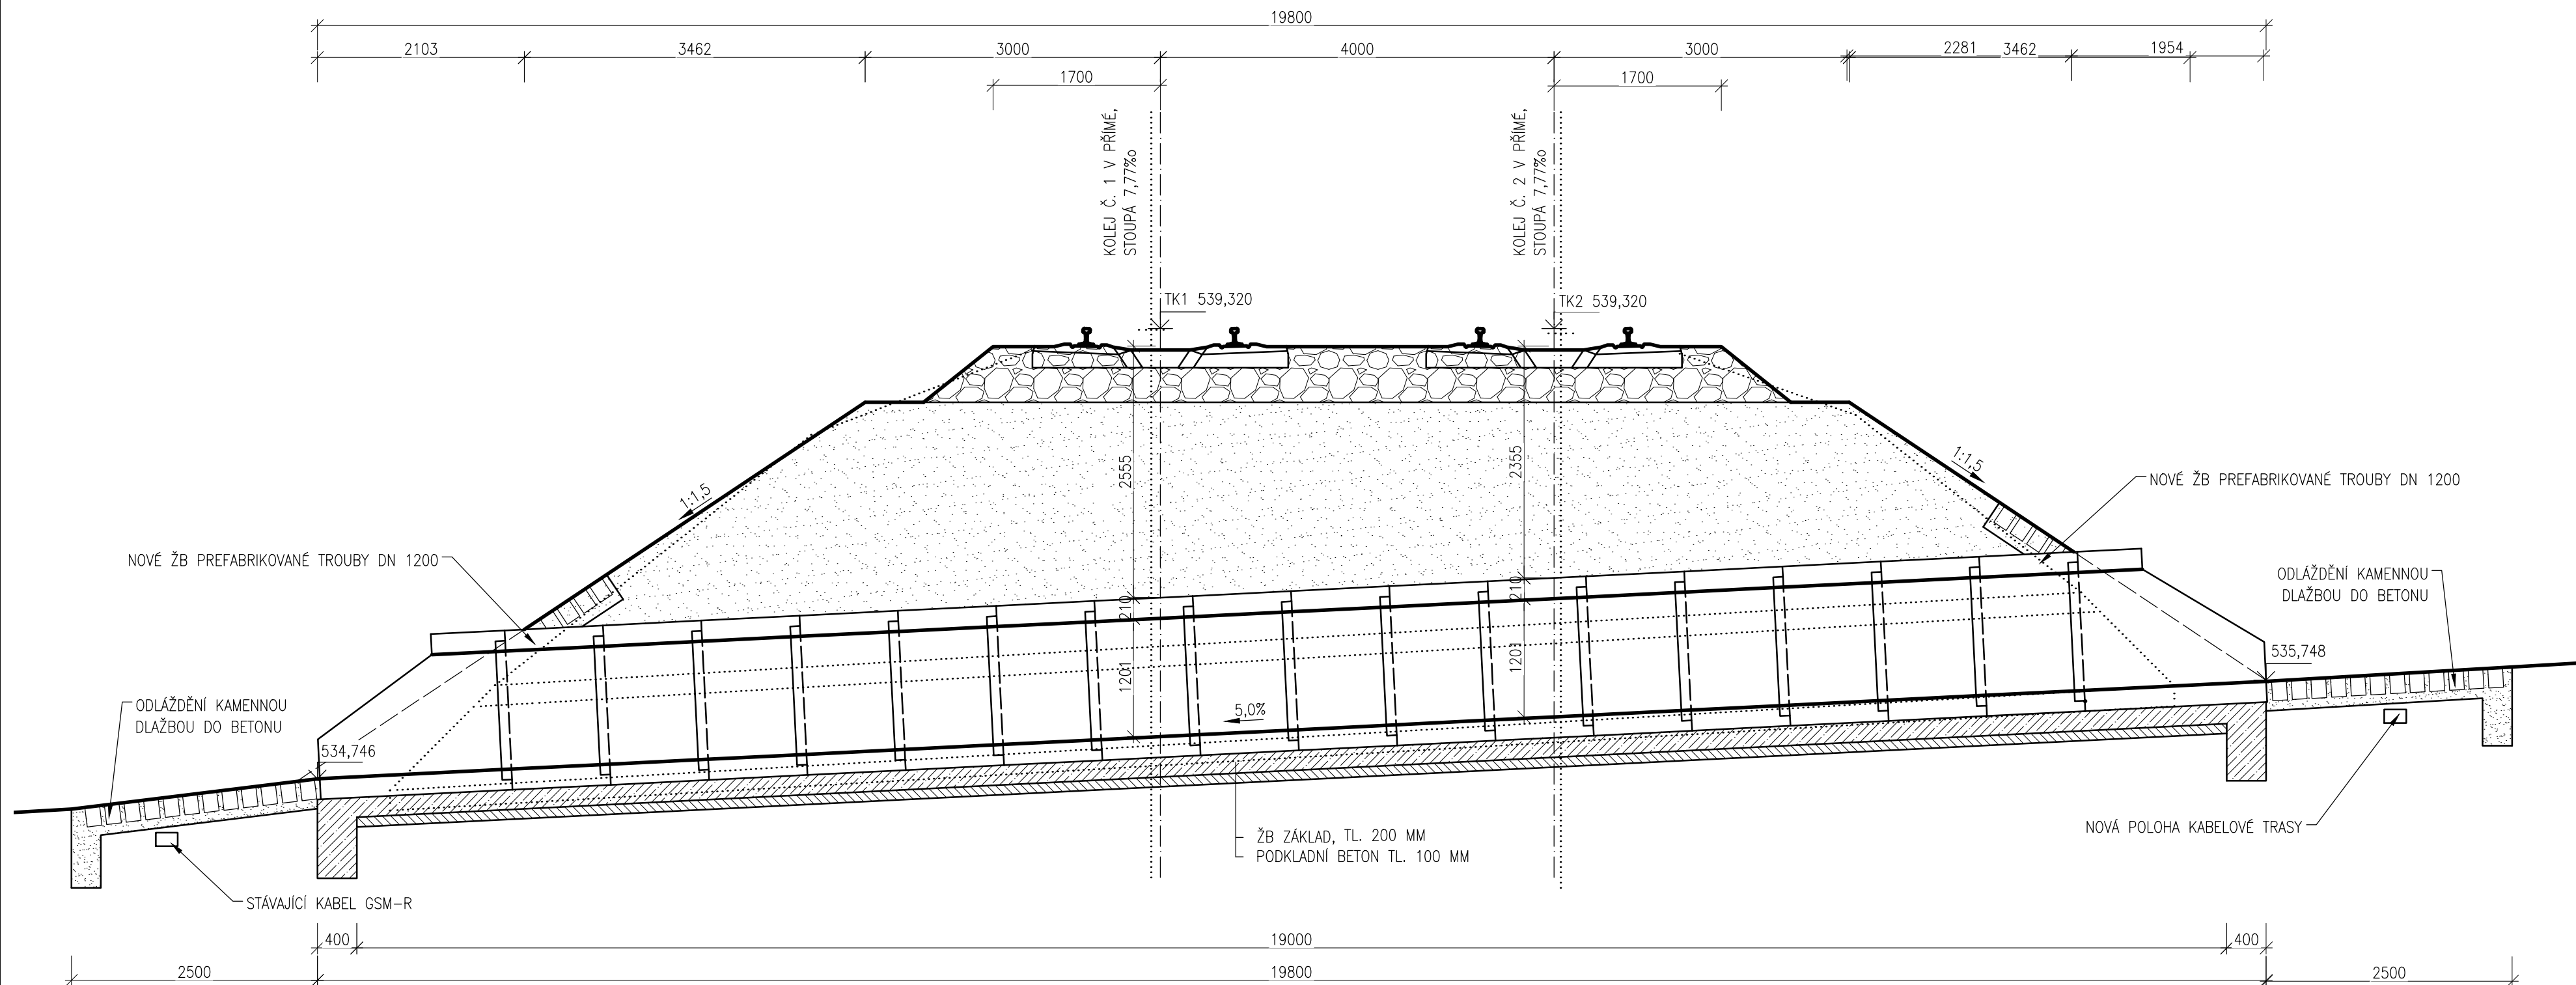 19800
2103
3462
3000
4000
3000
2281
3462
1954
1700
1700
KOLEJ Č. 1 V PŘÍMÉ,
STOUPÁ 7,77‰
KOLEJ Č. 2 V PŘÍMÉ,
STOUPÁ 7,77‰
TK1 539,320
TK2 539,320
1:1,5
2555
2355
1:1,5
NOVÉ ŽB PREFABRIKOVANÉ TROUBY DN 1200
NOVÉ ŽB PREFABRIKOVANÉ TROUBY DN 1200
210
210
ODLÁŽDĚNÍ KAMENNOU
DLAŽBOU DO BETONU
1201
1201
535,748
ODLÁŽDĚNÍ KAMENNOU
DLAŽBOU DO BETONU
5,0%
534,746
ŽB ZÁKLAD, TL. 200 MM
PODKLADNÍ BETON TL. 100 MM
NOVÁ POLOHA KABELOVÉ TRASY
STÁVAJÍCÍ KABEL GSM-R
400
19000
400
2500
19800
2500